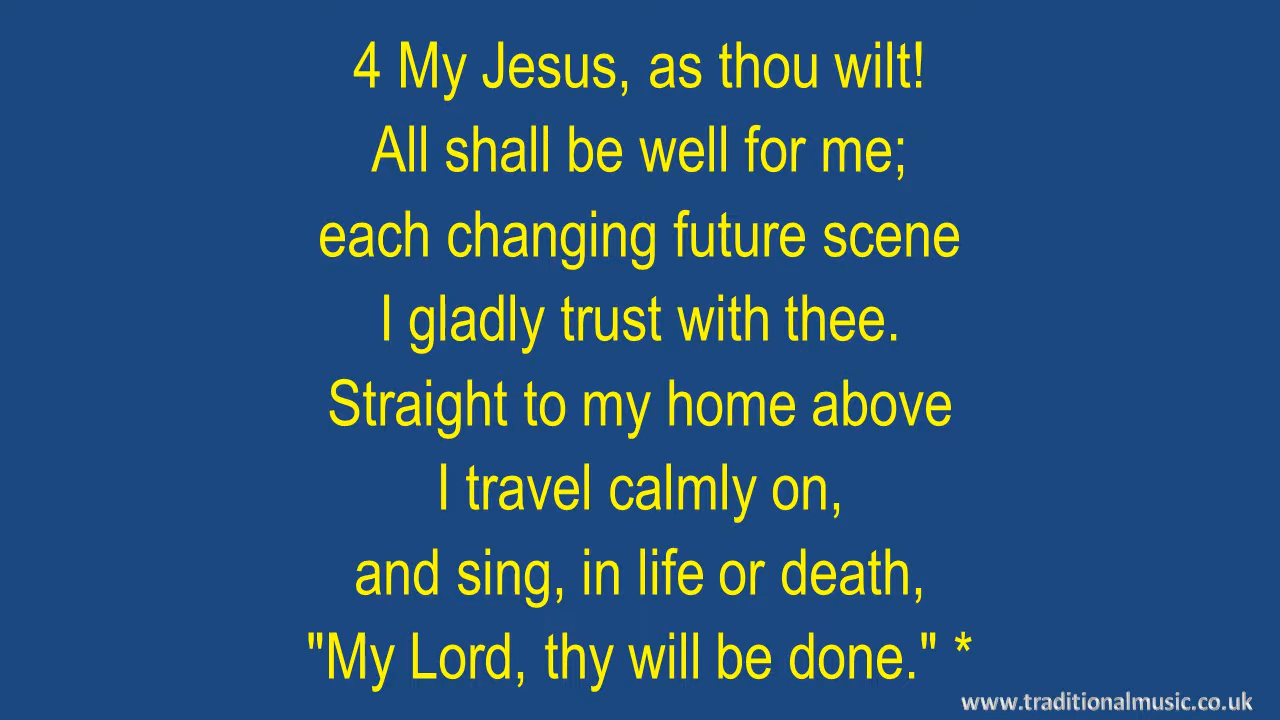 4 My Jesus, as thou wilt!
All shall be well for me;
each changing future scene
I gladly trust with thee.
Straight to my home above
I travel calmly on,
and sing, in life or death,
"My Lord, thy will be done." *
www.traditionalmusic.co.uk